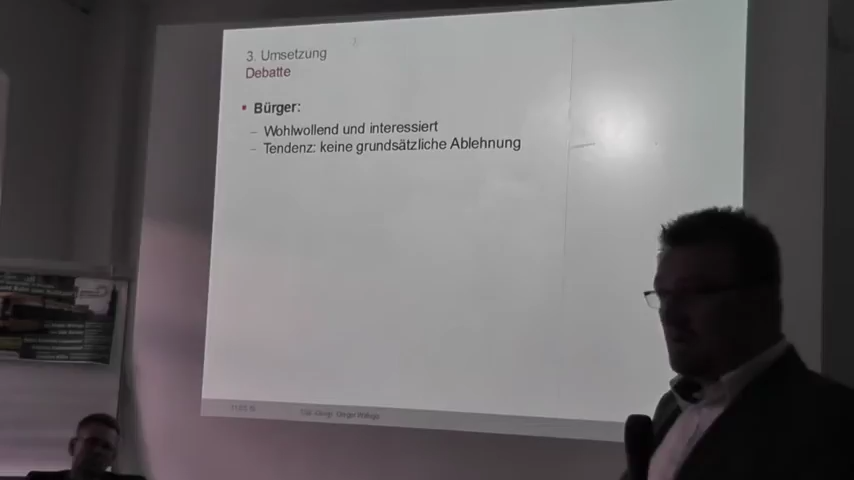 3. Umsetzung
Debatte
Bürger:
– Wohlwollend und interessiert
– Tendenz: keine grundsätzliche Ablehnung